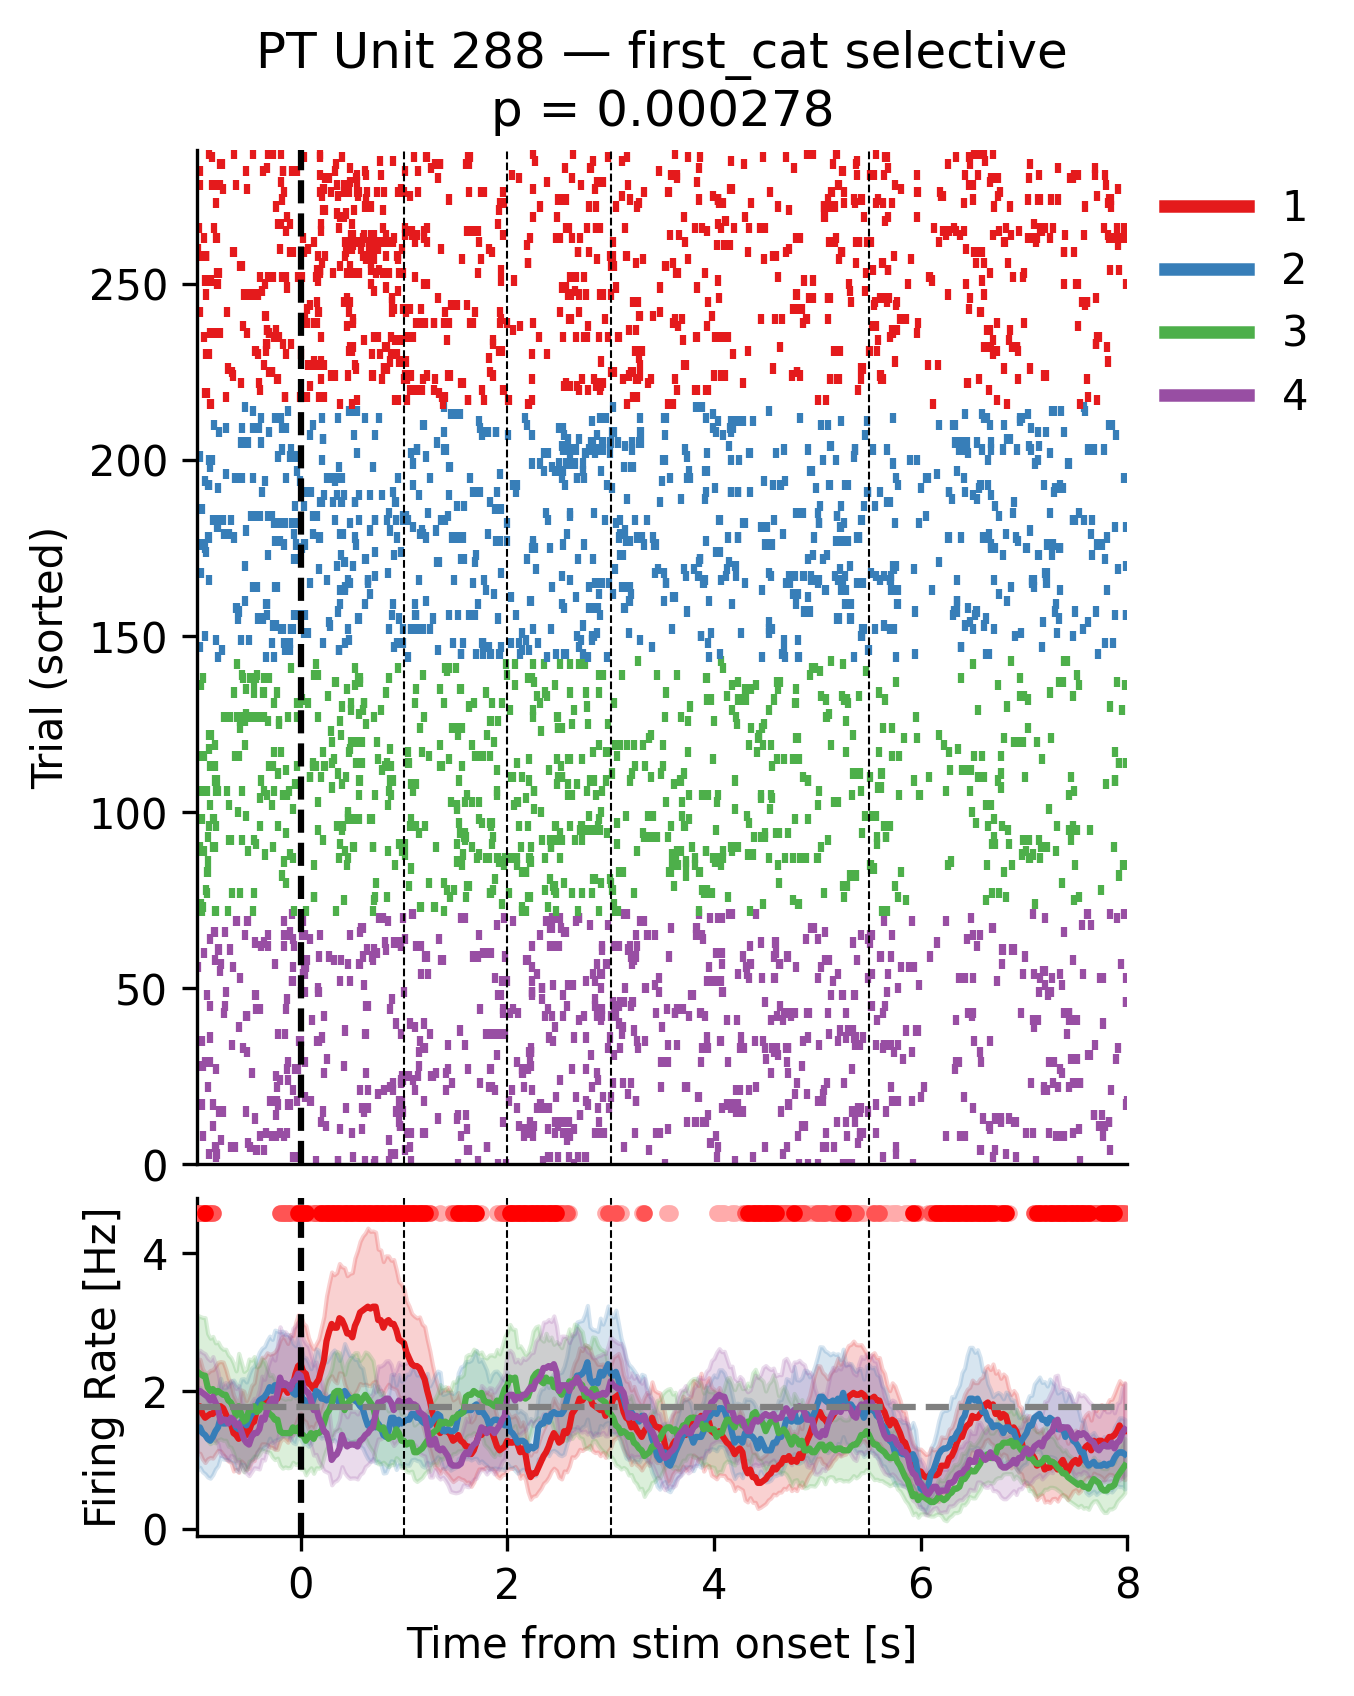 PT Unit 288 — first_cat selective
p = 0.000278
1
2
3
4
Trial (sorted)
250
200
150
100
50
0
Firing Rate [Hz]
4
2
0
0 2 4 6 8
Time from stim onset [s]